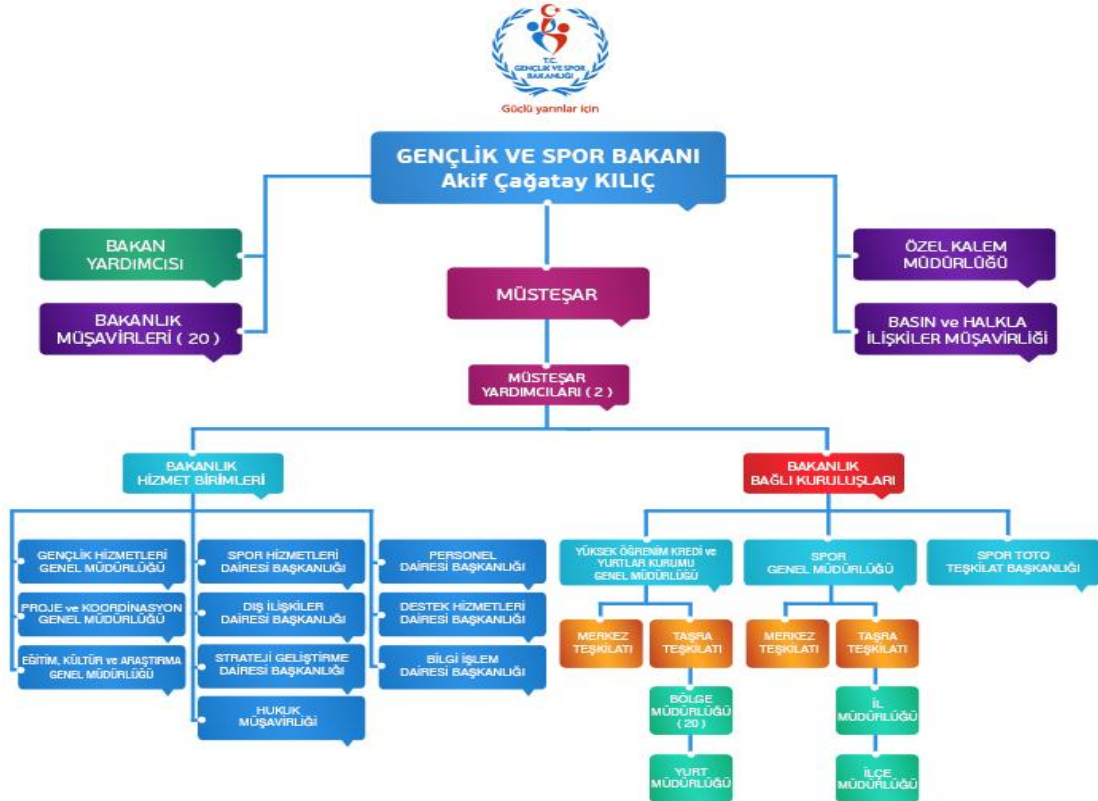 T.C.
GENÇLİK VE SPOR
BAKANLIĞI
Güçlü yarınlar için
GENÇLİK VE SPOR BAKANI
Akif Çağatay KILIÇ
BAKAN
YARDIMCISI
BAKANLIK
MÜŞAVİRLERİ ( 20 )
MÜSTEŞAR
ÖZEL KALEM
MÜDÜRLÜĞÜ
BASIN ve HALKLA
İLİŞKİLER MÜŞAVİRLİĞİ
MÜSTEŞAR
YARDIMCILARI ( 2 )
BAKANLIK
HİZMET BİRİMLERİ
BAKANLIK
BAĞLI KURULUŞLARI
GENÇLİK HİZMETLERİ
GENEL MÜDÜRLÜĞÜ
PROJE ve KOORDİNASYON
GENEL MÜDÜRLÜĞÜ
EĞİTİM, KÜLTÜR ve ARAŞTIRMA
GENEL MÜDÜRLÜĞÜ
SPOR HİZMETLERİ
DAİRESİ BAŞKANLIĞI
DIŞ İLİŞKİLER
DAİRESİ BAŞKANLIĞI
STRATEJİ GELİŞTİRME
DAİRESİ BAŞKANLIĞI
HUKUK
MÜŞAVİRLİĞİ
PERSONEL
DAİRESİ BAŞKANLIĞI
DESTEK HİZMETLERİ
DAİRESİ BAŞKANLIĞI
BİLGİ İŞLEM
DAİRESİ BAŞKANLIĞI
YÜKSEK ÖĞRENİM KREDİ ve
YURTLAR KURUMU
GENEL MÜDÜRLÜĞÜ
SPOR
GENEL MÜDÜRLÜĞÜ
SPOR TOTO
TEŞKİLAT BAŞKANLIĞI
MERKEZ
TEŞKİLATI
TAŞRA
TEŞKİLATI
MERKEZ
TEŞKİLATI
TAŞRA
TEŞKİLATI
BÖLGE
MÜDÜRLÜĞÜ
( 20 )
YURT
MÜDÜRLÜĞÜ
İL
MÜDÜRLÜĞÜ
İLÇE
MÜDÜRLÜĞÜ